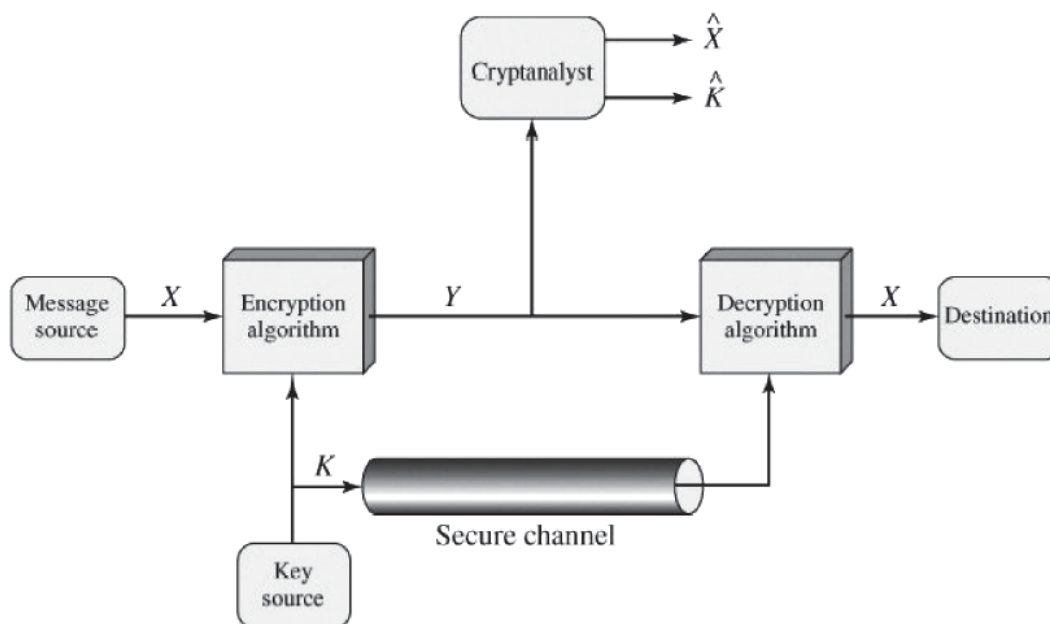 X̂
Cryptanalyst
K̂
Message
source
X
Encryption
algorithm
Y
Decryption
algorithm
X
Destination
K
Secure channel
Key
source